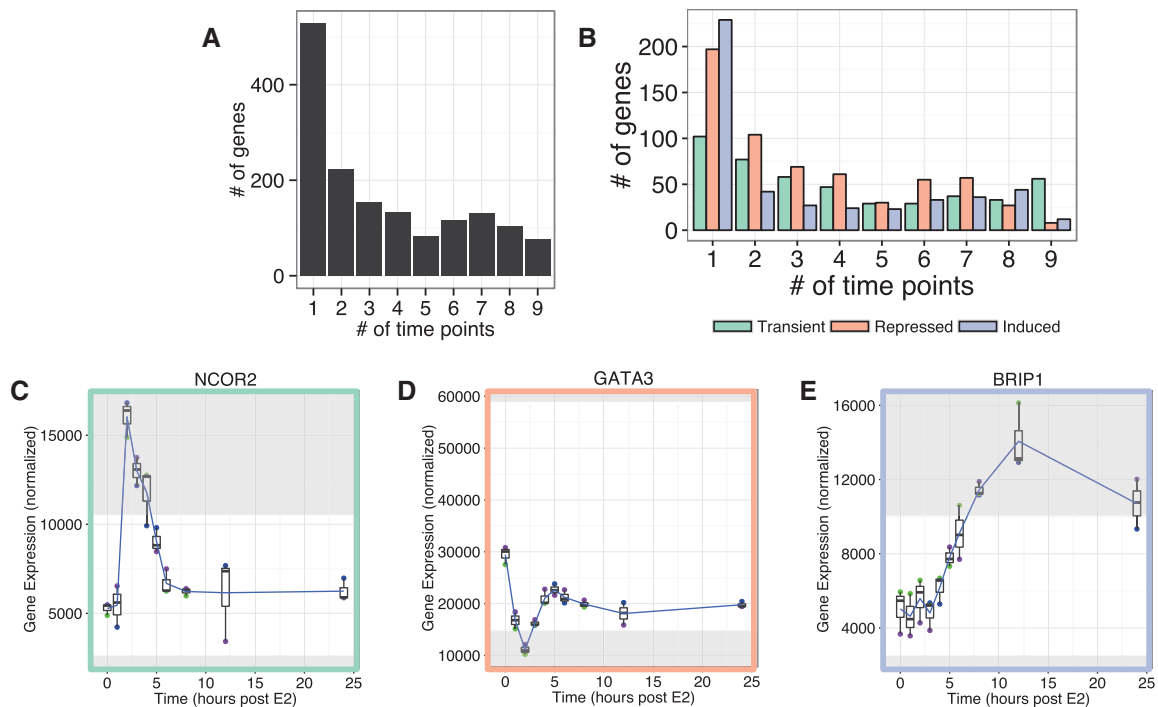 A
# of genes
400
200
0
1 2 3 4 5 6 7 8 9
# of time points
B
# of genes
200
150
100
50
0
1 2 3 4 5 6 7 8 9
# of time points
Transient Repressed Induced
C
NCOR2
Gene Expression (normalized)
15000
10000
5000
0 5 10 15 20 25
Time (hours post E2)
D
GATA3
Gene Expression (normalized)
60000
50000
40000
30000
20000
10000
0 5 10 15 20 25
Time (hours post E2)
E
BRIP1
Gene Expression (normalized)
16000
12000
8000
4000
0 5 10 15 20 25
Time (hours post E2)